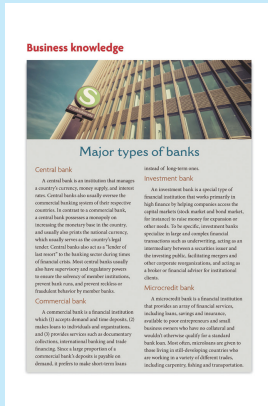 Business knowledge
S
Major types of banks
Central bank
A central bank is an institution that manages
a country's currency, money supply, and interest
rates. Central banks also usually oversee the
commercial banking system of their respective
countries. In contrast to a commercial bank,
a central bank possesses a monopoly on
increasing the monetary base in the country,
and usually also prints the national currency,
which usually serves as the country's legal
tender. Central banks also act as a "lender of
last resort" to the banking sector during times
of financial crisis. Most central banks usually
also have supervisory and regulatory powers
to ensure the solvency of member institutions,
prevent bank runs, and prevent reckless or
fraudulent behavior by member banks.
Commercial bank
A commercial bank is a financial institution
which (1) accepts demand and time deposits, (2)
makes loans to individuals and organizations,
and (3) provides services such as documentary
collections, international banking and trade
financing. Since a large proportion of a
commercial bank's deposits is payable on
demand, it prefers to make short-term loans
instead of long-term ones.
Investment bank
An investment bank is a special type of
financial institution that works primarily in
high finance by helping companies access the
capital markets (stock market and bond market,
for instance) to raise money for expansion or
other needs. To be specific, investment banks
specialize in large and complex financial
transactions such as underwriting, acting as an
intermediary between a securities issuer and
the investing public, facilitating mergers and
other corporate reorganizations, and acting as
a broker or financial adviser for institutional
clients.
Microcredit bank
A microcredit bank is a financial institution
that provides an array of financial services,
including loans, savings and insurance,
available to poor entrepreneurs and small
business owners who have no collateral and
wouldn't otherwise qualify for a standard
bank loan. Most often, microloans are given to
those living in still-developing countries who
are working in a variety of different trades,
including carpentry, fishing and transportation.